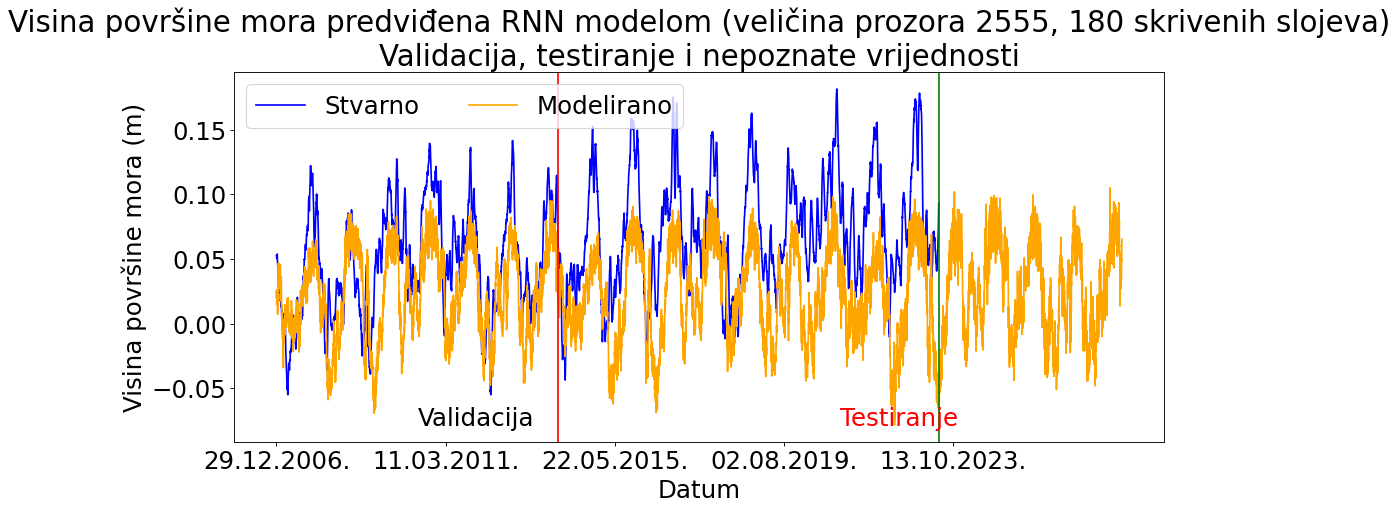 Visina površine mora predviđena RNN modelom (veličina prozora 2555, 180 skrivenih slojeva)
Validacija, testiranje i nepoznate vrijednosti
Stvarno
Modelirano
Visina površine mora (m)
0.15
0.10
0.05
0.00
−0.05
Validacija
Testiranje
29.12.2006.
11.03.2011.
22.05.2015.
02.08.2019.
13.10.2023.
Datum